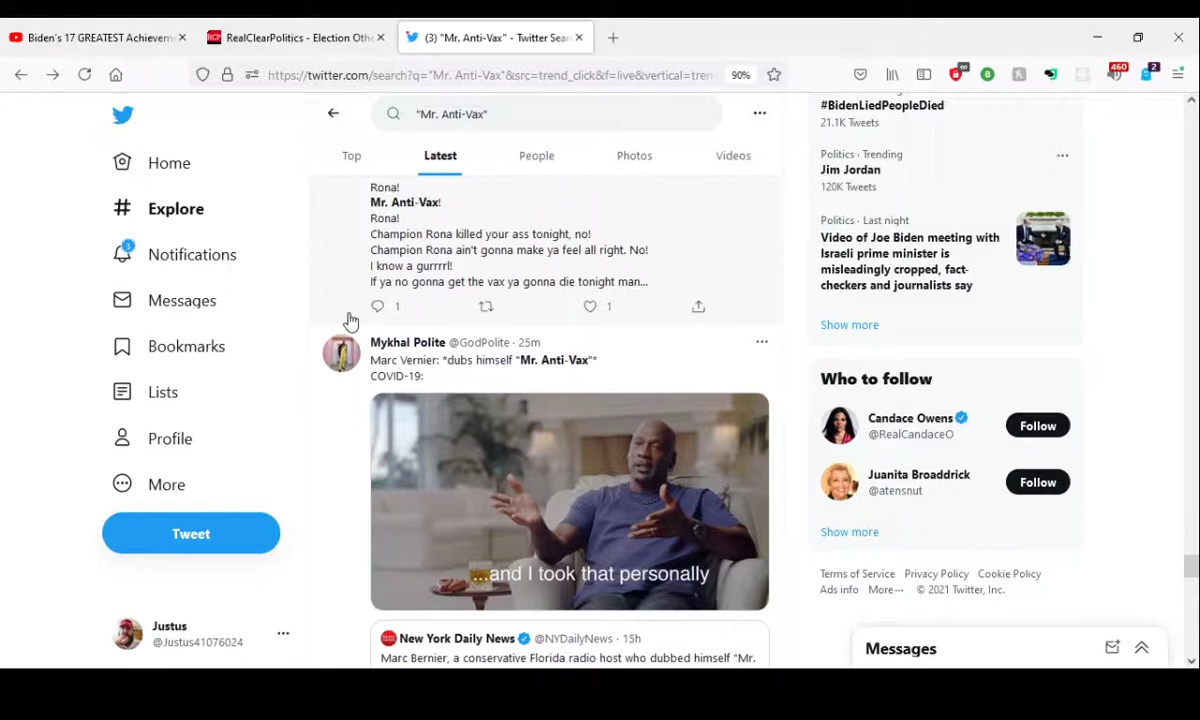 Biden's 17 GREATEST Achievem
RealClearPolitics - Election Oth
(3) "Mr. Anti-Vax" - Twitter Sear
https://twitter.com/search?q="Mr. Anti-Vax"&src=trend_click&f=live&vertical=tren
90%
460
2
"Mr. Anti-Vax"
Top
Latest
People
Photos
Videos
Home
Explore
3
Notifications
Messages
Bookmarks
Lists
Profile
More
Tweet
Justus
@Justus41076024
Rona!
Mr. Anti-Vax!
Rona!
Champion Rona killed your ass tonight, no!
Champion Rona ain't gonna make ya feel all right. No!
I know a gurrrrl!
If ya no gonna get the vax ya gonna die tonight man...
1
1
Mykhal Polite @GodPolite · 25m
Marc Vernier: *dubs himself "Mr. Anti-Vax"*
COVID-19:
...and I took that personally
New York Daily News @NYDailyNews · 15h
Marc Bernier, a conservative Florida radio host who dubbed himself "Mr.
#BidenLiedPeopleDied
21.1K Tweets
Politics · Trending
Jim Jordan
120K Tweets
Politics · Last night
Video of Joe Biden meeting with
Israeli prime minister is
misleadingly cropped, fact-
checkers and journalists say
Show more
Who to follow
Candace Owens
@RealCandaceO
Follow
Juanita Broaddrick
@atensnut
Follow
Show more
Terms of Service Privacy Policy Cookie Policy
Ads info More··· © 2021 Twitter, Inc.
Messages